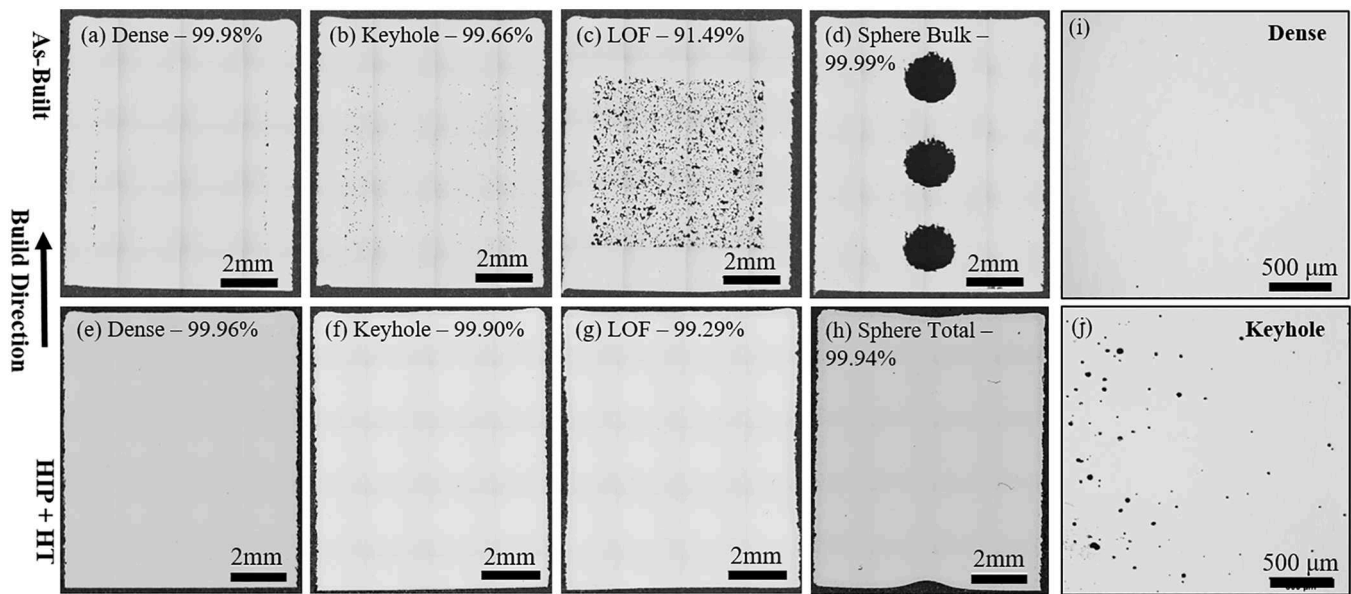 As-Built
Build Direction
HIP + HT
(a) Dense – 99.98%
2mm
(b) Keyhole – 99.66%
2mm
(c) LOF – 91.49%
2mm
(d) Sphere Bulk –
99.99%
2mm
(i) Dense
500 μm
(e) Dense – 99.96%
2mm
(f) Keyhole – 99.90%
2mm
(g) LOF – 99.29%
2mm
(h) Sphere Total –
99.94%
2mm
(j) Keyhole
500 μm